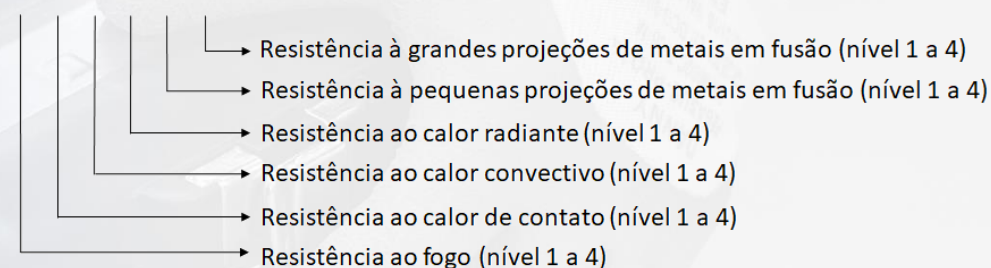 Resistência à grandes projeções de metais em fusão (nível 1 a 4)
Resistência à pequenas projeções de metais em fusão (nível 1 a 4)
Resistência ao calor radiante (nível 1 a 4)
Resistência ao calor convectivo (nível 1 a 4)
Resistência ao calor de contato (nível 1 a 4)
Resistência ao fogo (nível 1 a 4)